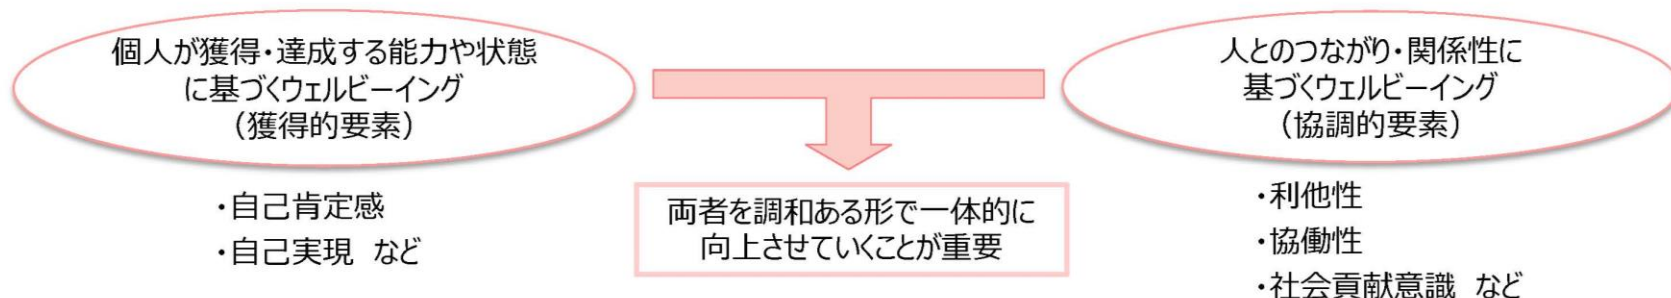 個人が獲得・達成する能力や状態
に基づくウェルビーイング
（獲得的要素）
・自己肯定感
・自己実現 など
両者を調和ある形で一体的に
向上させていくことが重要
人とのつながり・関係性に
基づくウェルビーイング
（協調的要素）
・利他性
・協働性
・社会貢献意識 など